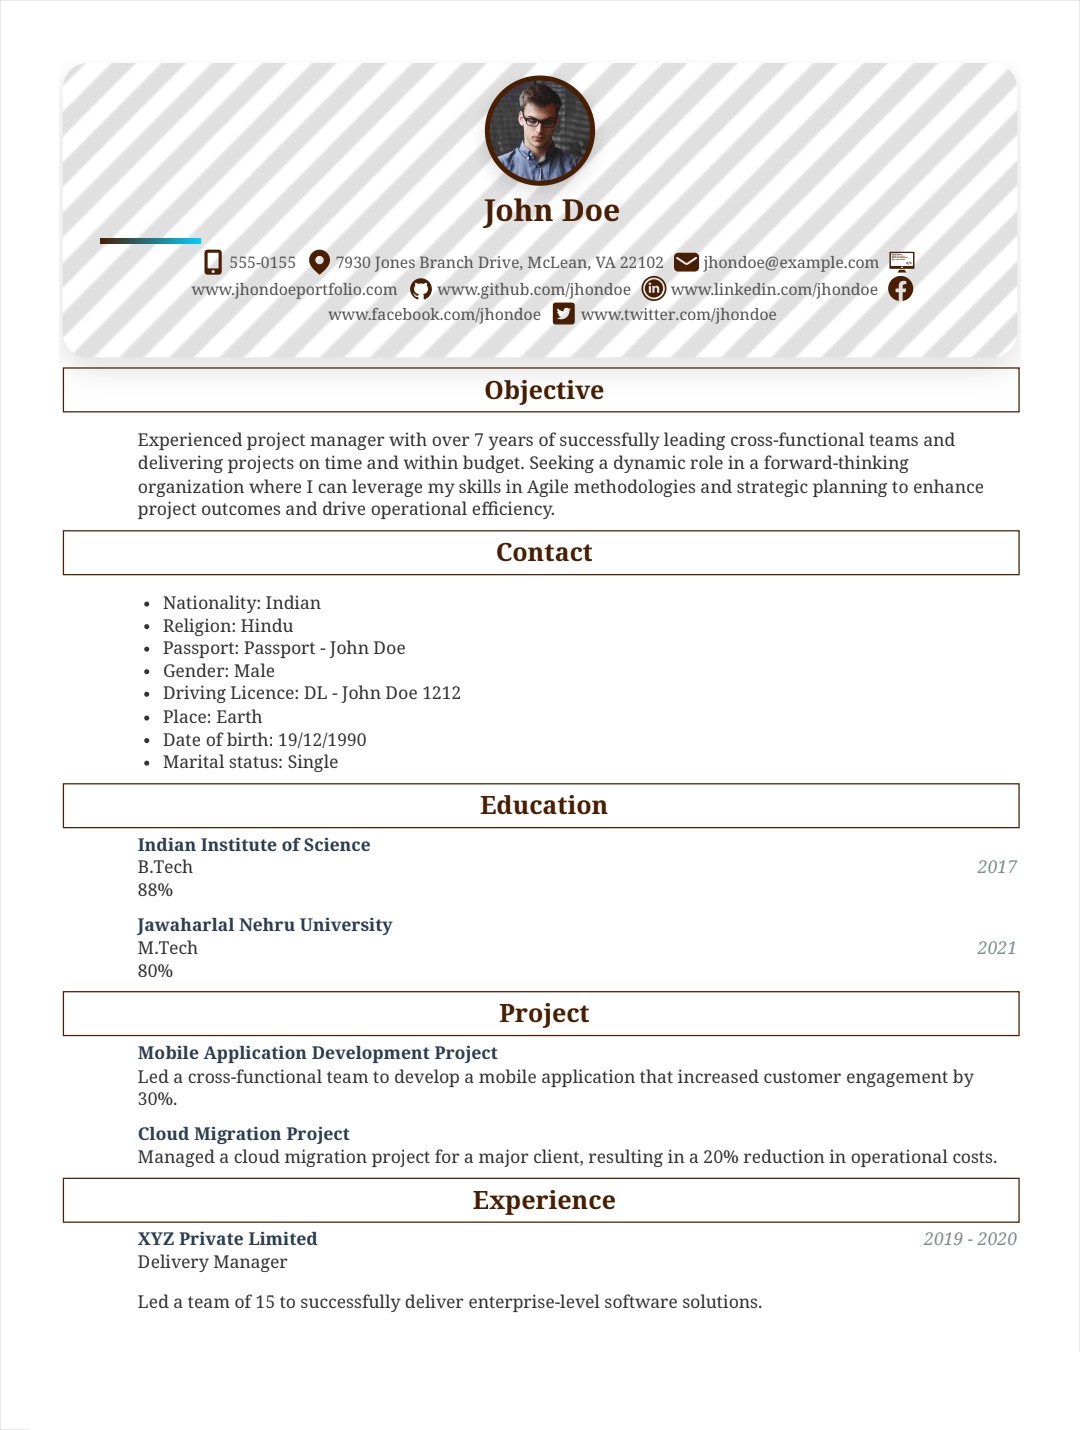 John Doe
555-0155 7930 Jones Branch Drive, McLean, VA 22102 jhondoe@example.com
www.jhondoeportfolio.com www.github.com/jhondoe www.linkedin.com/jhondoe
www.facebook.com/jhondoe www.twitter.com/jhondoe
Objective
Experienced project manager with over 7 years of successfully leading cross-functional teams and
delivering projects on time and within budget. Seeking a dynamic role in a forward-thinking
organization where I can leverage my skills in Agile methodologies and strategic planning to enhance
project outcomes and drive operational efficiency.
Contact
• Nationality: Indian
• Religion: Hindu
• Passport: Passport - John Doe
• Gender: Male
• Driving Licence: DL - John Doe 1212
• Place: Earth
• Date of birth: 19/12/1990
• Marital status: Single
Education
Indian Institute of Science
B.Tech 2017
88%
Jawaharlal Nehru University
M.Tech 2021
80%
Project
Mobile Application Development Project
Led a cross-functional team to develop a mobile application that increased customer engagement by
30%.
Cloud Migration Project
Managed a cloud migration project for a major client, resulting in a 20% reduction in operational costs.
Experience
XYZ Private Limited 2019 - 2020
Delivery Manager
Led a team of 15 to successfully deliver enterprise-level software solutions.